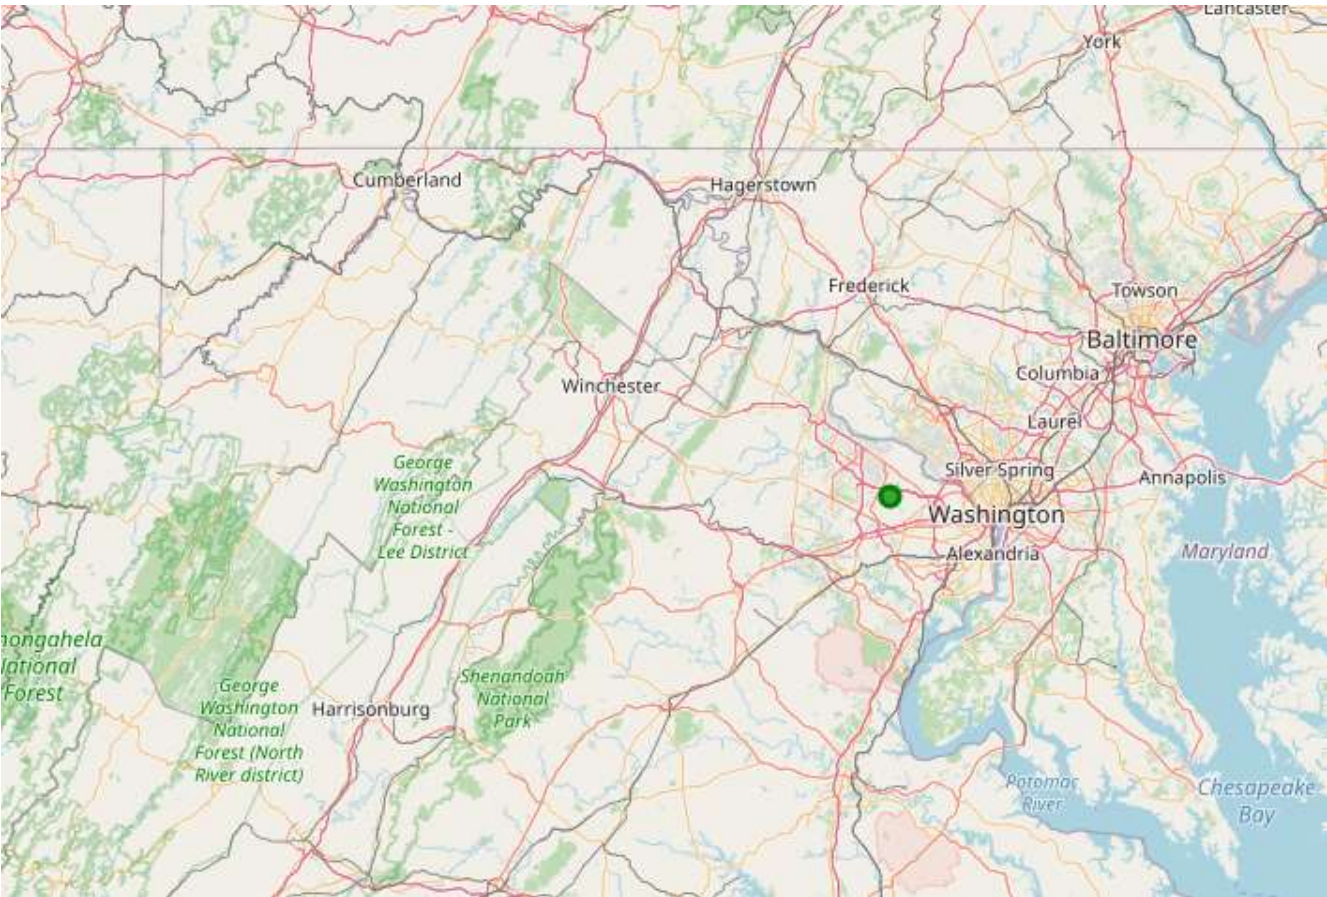 Lancaster
York
Cumberland
Hagerstown
Frederick
Towson
Baltimore
Columbia
Winchester
Laurel
George
Washington
National
Forest -
Lee District
Silver Spring
Annapolis
Washington
Alexandria
Maryland
nongahela
National
Forest
George
Washington
National
Forest (North
River district)
Harrisonburg
Shenandoah
National
Park
Potomac
River
Chesapeake
Bay